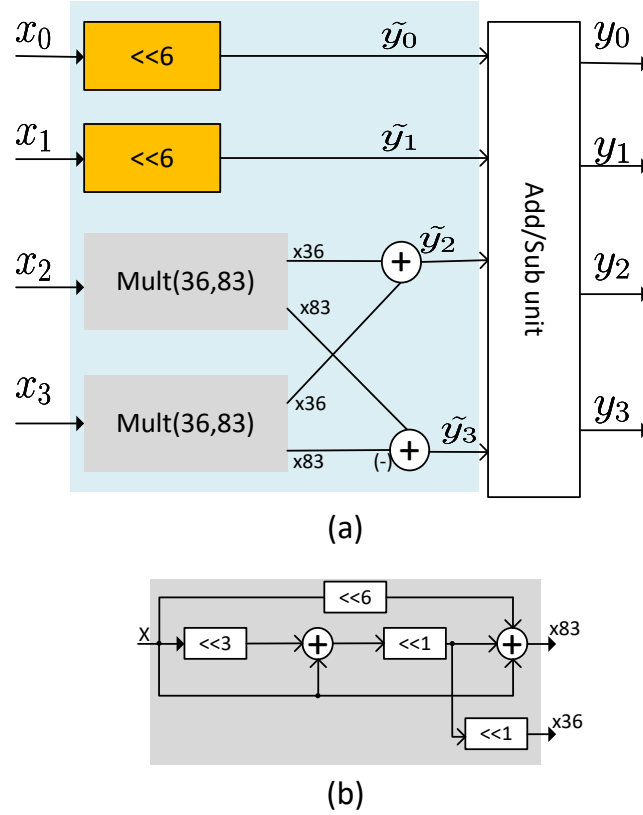 x₀ <<6 ỹ₀ y₀
x₁ <<6 ỹ₁ y₁
Add/Sub unit
x₂ Mult(36,83) x36 + ỹ₂ y₂
x83
x₃ Mult(36,83) x36 ỹ₃ y₃
x83 (-) +
(a)
<<6
X <<3 + <<1 + x83
<<1 x36
(b)